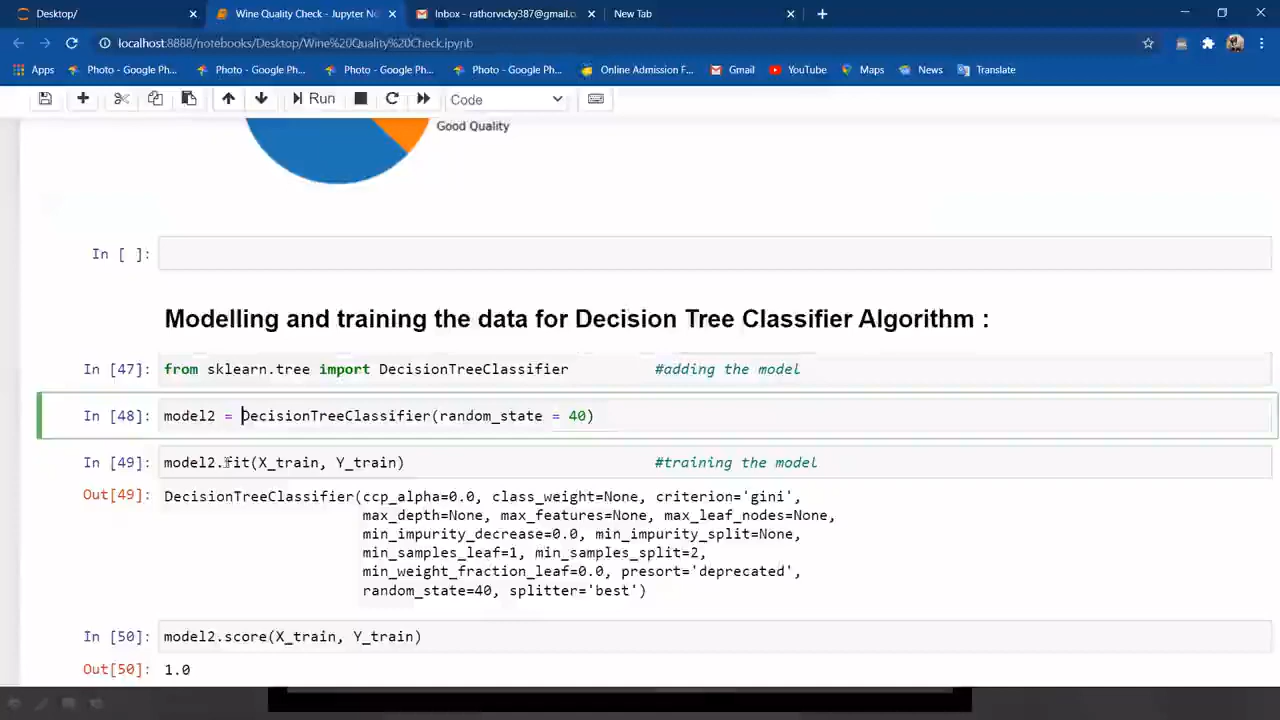 Desktop/
Wine Quality Check - Jupyter No
Inbox - rathorvicky387@gmail.c
New Tab
localhost:8888/notebooks/Desktop/Wine%20Quality%20Check.ipynb
Apps
Photo - Google Ph...
Photo - Google Ph...
Photo - Google Ph...
Photo - Google Ph...
Online Admission F...
Gmail
YouTube
Maps
News
Translate
Run
Code
Good Quality
In [ ]:
Modelling and training the data for Decision Tree Classifier Algorithm :
In [47]: from sklearn.tree import DecisionTreeClassifier #adding the model
In [48]: model2 = DecisionTreeClassifier(random_state = 40)
In [49]: model2.fit(X_train, Y_train) #training the model
Out[49]: DecisionTreeClassifier(ccp_alpha=0.0, class_weight=None, criterion='gini',
max_depth=None, max_features=None, max_leaf_nodes=None,
min_impurity_decrease=0.0, min_impurity_split=None,
min_samples_leaf=1, min_samples_split=2,
min_weight_fraction_leaf=0.0, presort='deprecated',
random_state=40, splitter='best')
In [50]: model2.score(X_train, Y_train)
Out[50]: 1.0